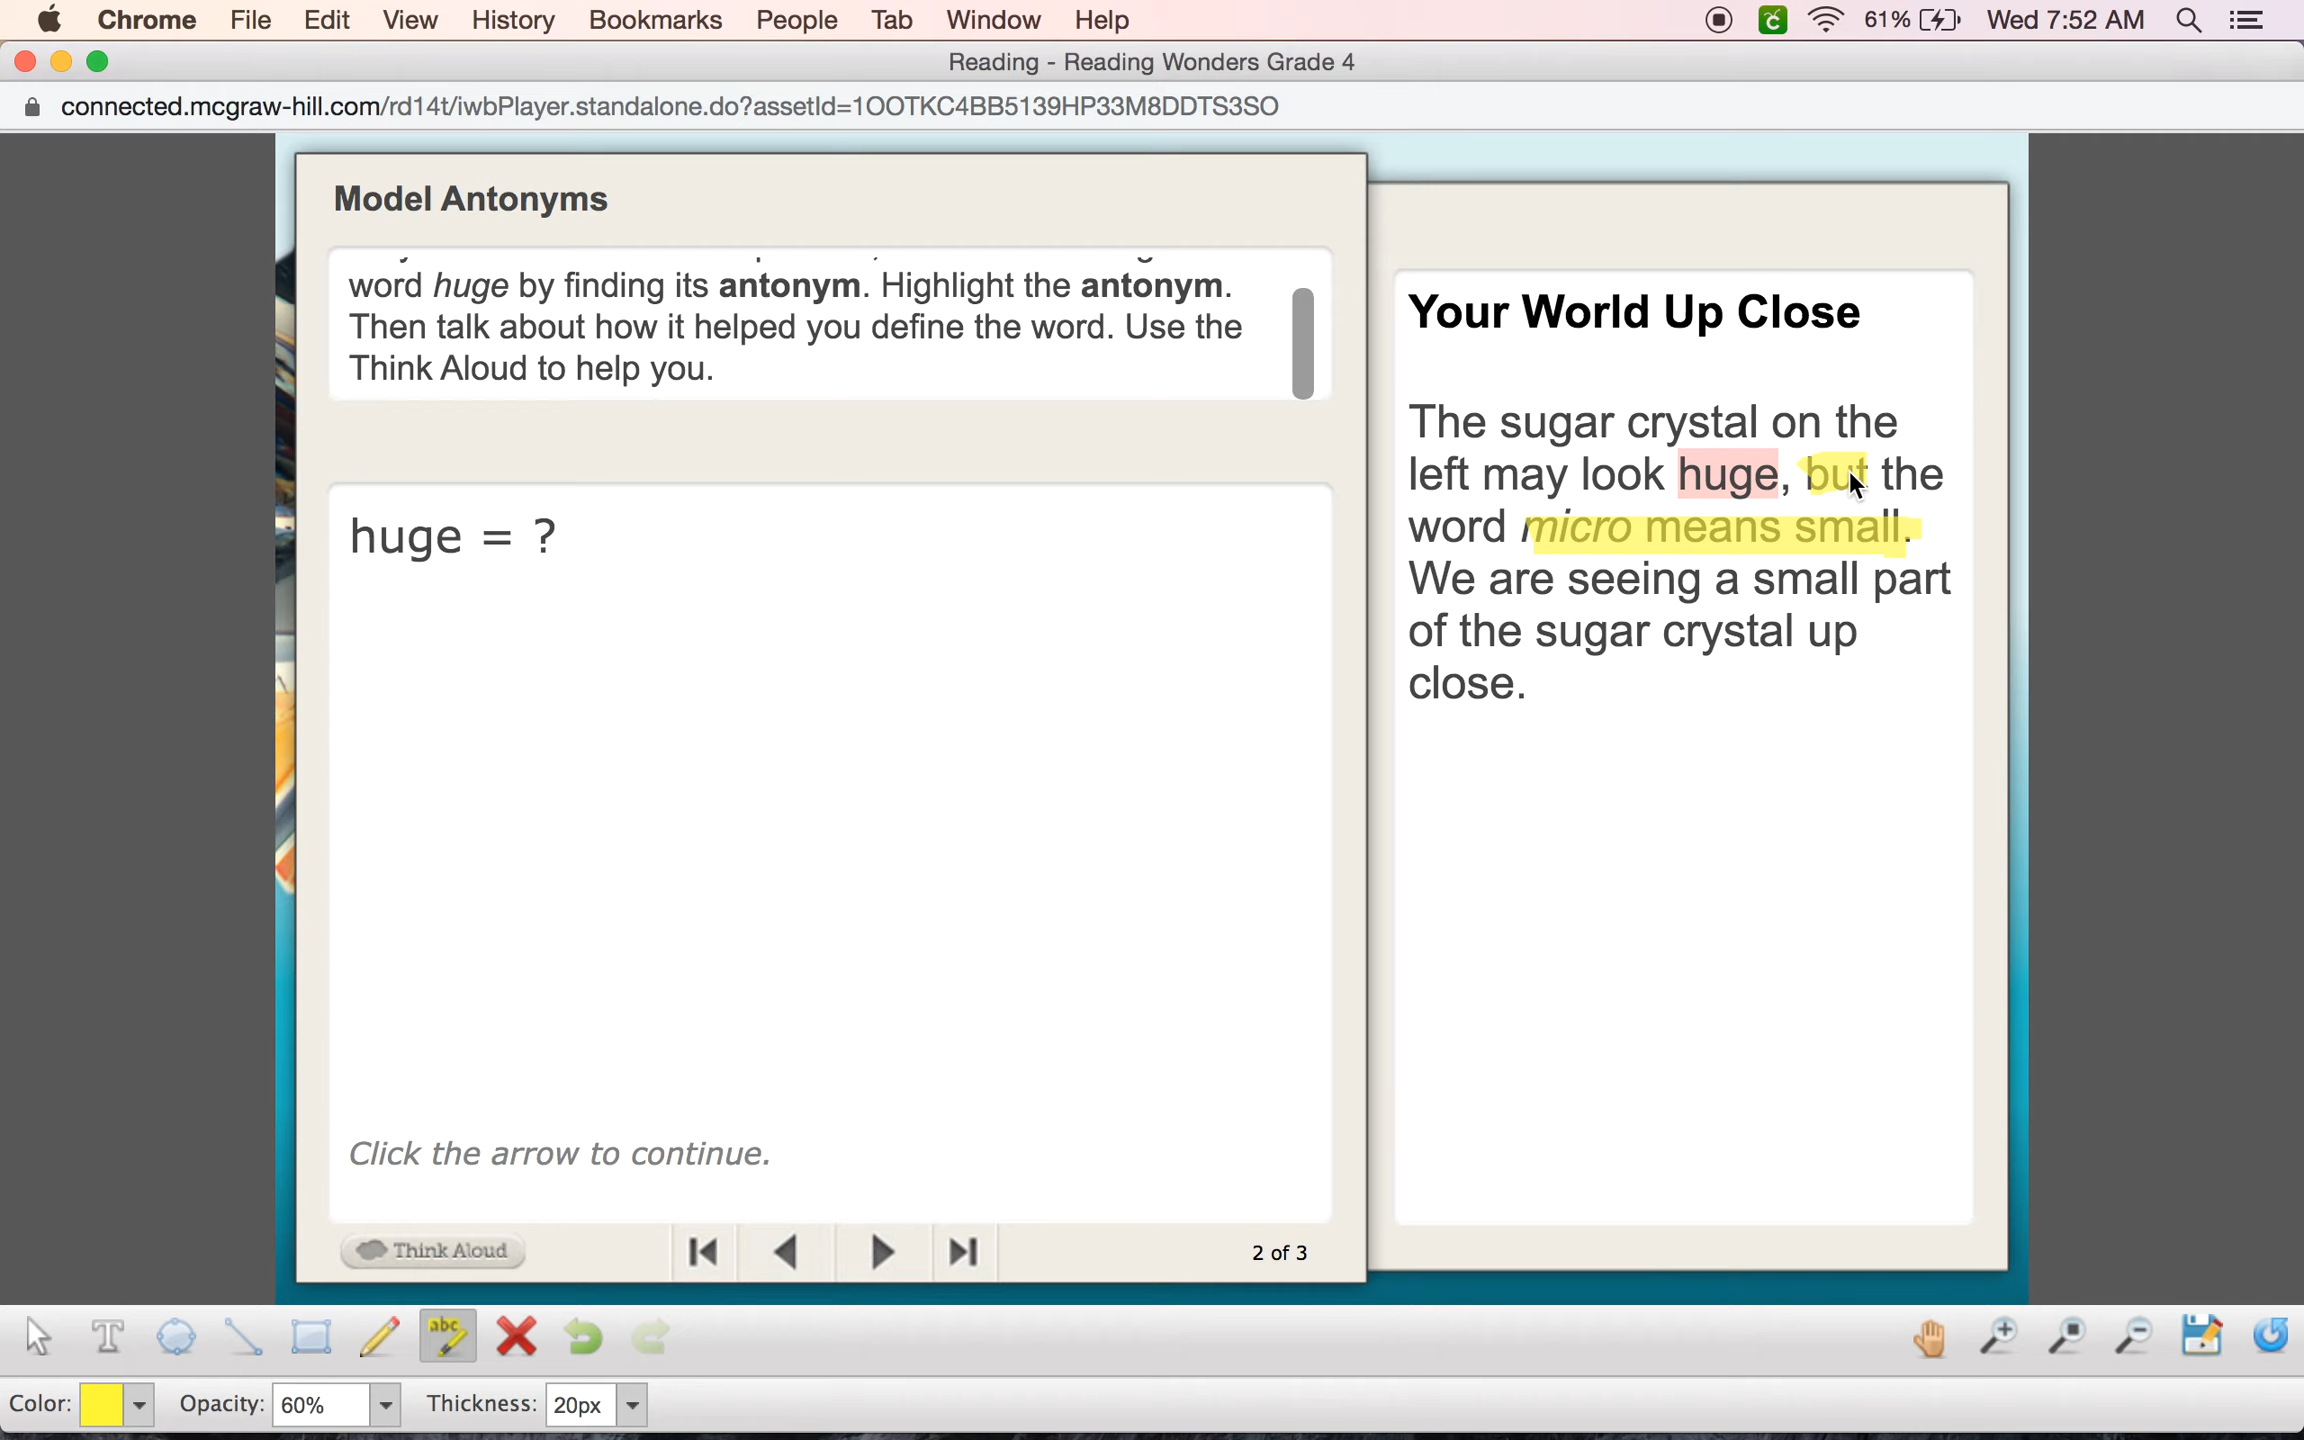 Chrome File Edit View History Bookmarks People Tab Window Help 61% Wed 7:52 AM
Reading - Reading Wonders Grade 4
connected.mcgraw-hill.com/rd14t/iwbPlayer.standalone.do?assetId=1OOTKC4BB5139HP33M8DDTS3SO
Model Antonyms
word huge by finding its antonym. Highlight the antonym.
Then talk about how it helped you define the word. Use the
Think Aloud to help you.
huge = ?
Click the arrow to continue.
Think Aloud
2 of 3
Your World Up Close
The sugar crystal on the
left may look huge, but the
word micro means small.
We are seeing a small part
of the sugar crystal up
close.
T
abc
Color: Opacity: 60% Thickness: 20px